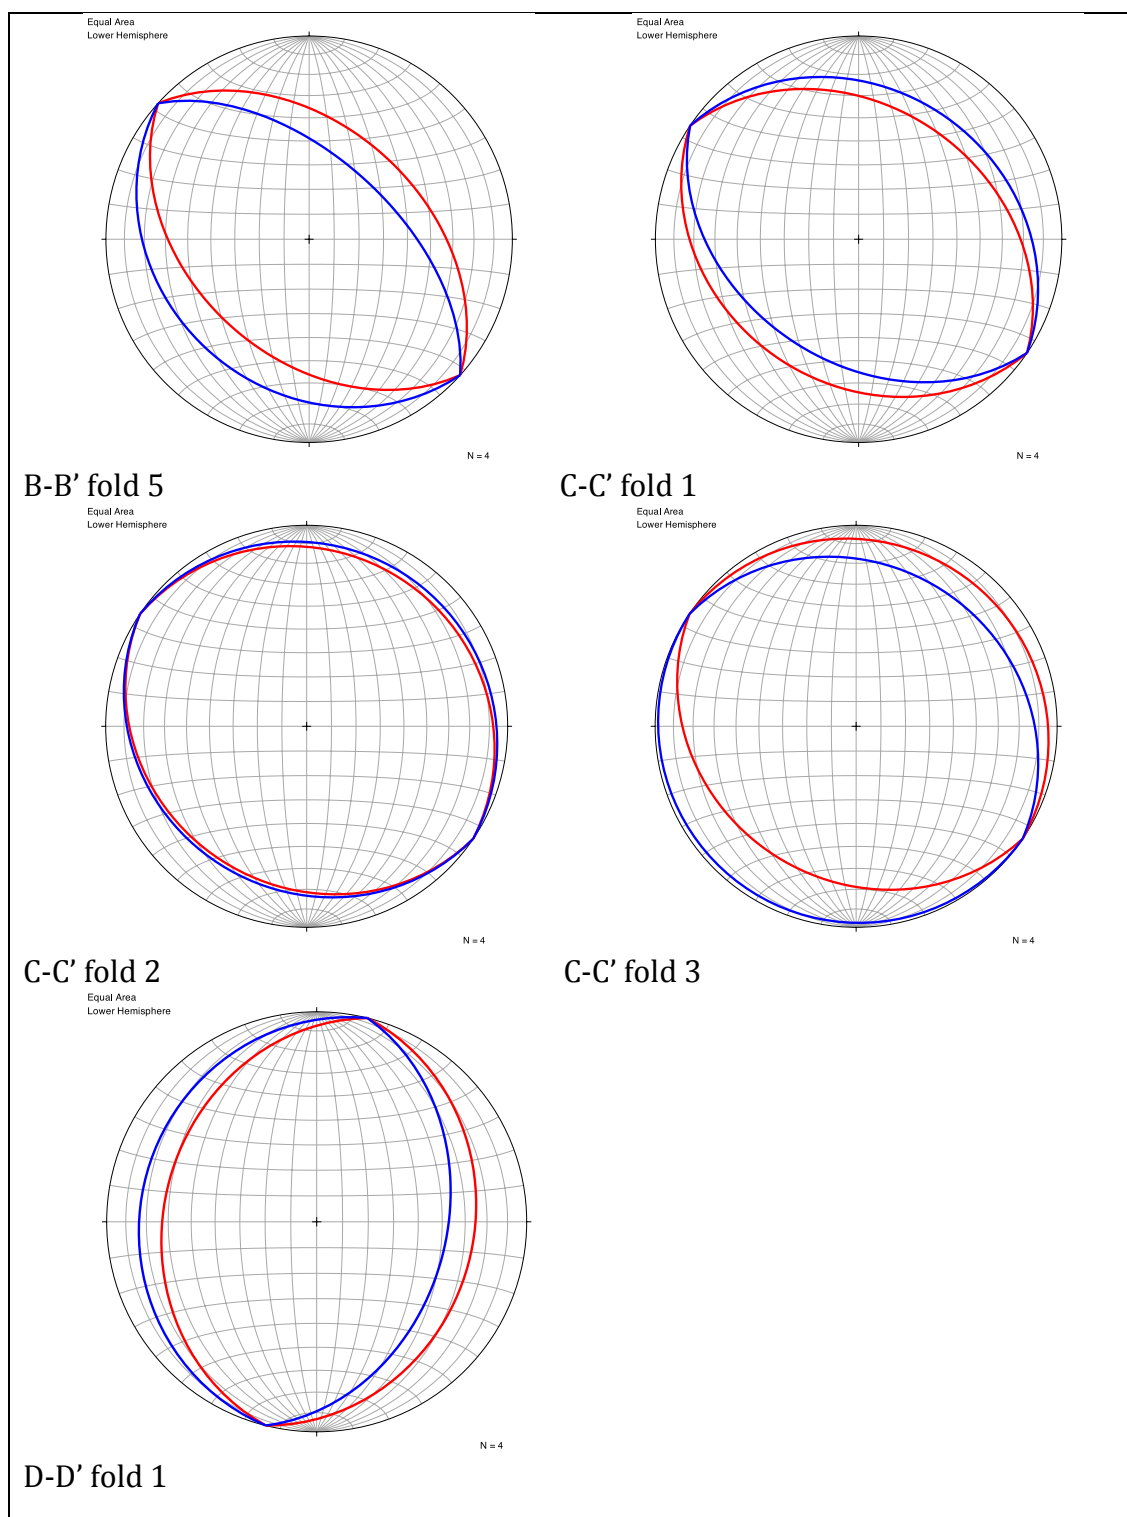 Equal Area
Lower Hemisphere
N = 4
B-B’ fold 5
Equal Area
Lower Hemisphere
N = 4
C-C’ fold 1
Equal Area
Lower Hemisphere
N = 4
C-C’ fold 2
Equal Area
Lower Hemisphere
N = 4
C-C’ fold 3
Equal Area
Lower Hemisphere
N = 4
D-D’ fold 1